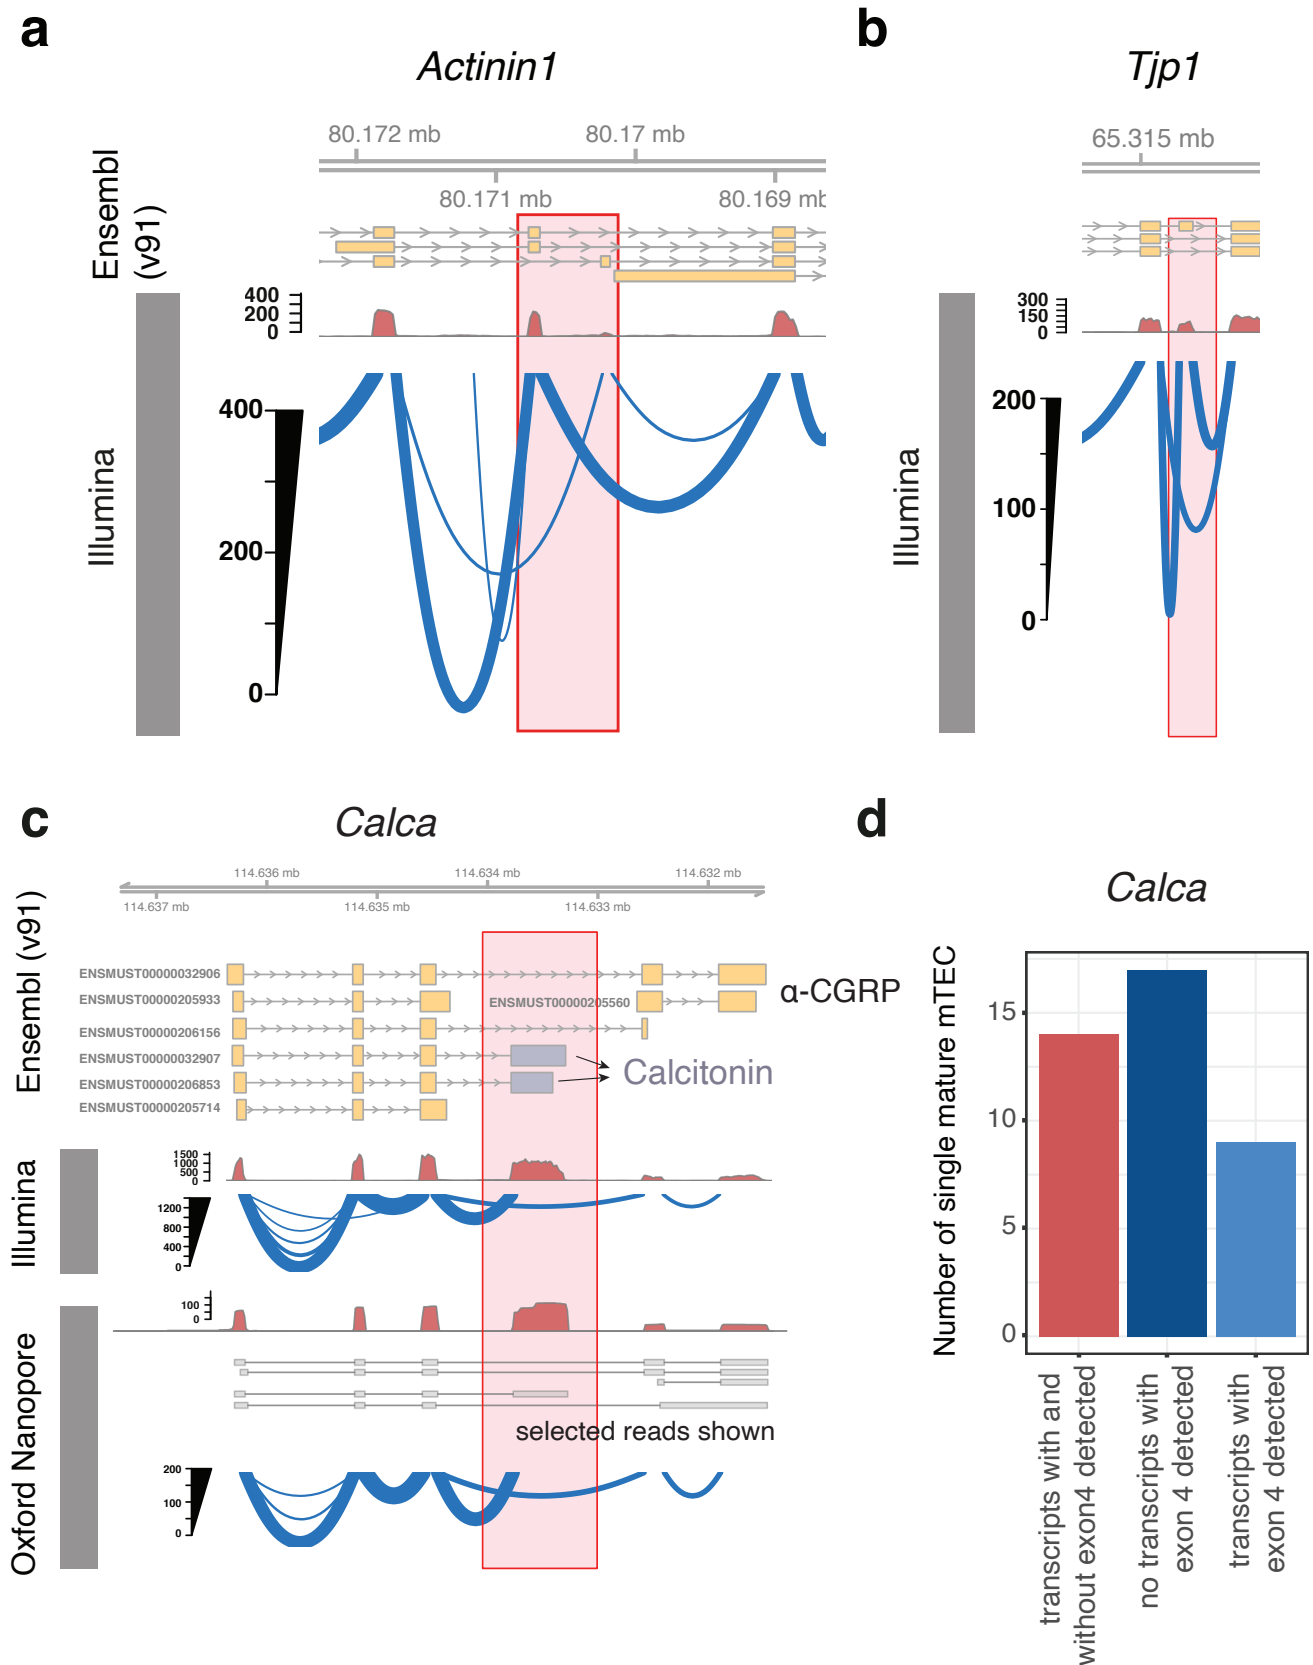 a
Actinin1
80.172 mb
80.17 mb
80.171 mb
80.169 mb
Ensembl
(v91)
400
200
0
Illumina
400
200
0
b
Tjp1
65.315 mb
300
150
0
Illumina
200
100
0
c
Calca
114.636 mb
114.634 mb
114.632 mb
114.637 mb
114.635 mb
114.633 mb
Ensembl (v91)
ENSMUST00000032906
ENSMUST00000205933
ENSMUST00000205560
α-CGRP
ENSMUST00000206156
ENSMUST00000032907
Calcitonin
ENSMUST00000206853
ENSMUST00000205714
Illumina
1500
1000
500
0
1200
800
400
0
Oxford Nanopore
100
0
selected reads shown
200
100
0
d
Calca
Number of single mature mTEC
15
10
5
0
transcripts with and
without exon4 detected
no transcripts with
exon 4 detected
transcripts with
exon 4 detected